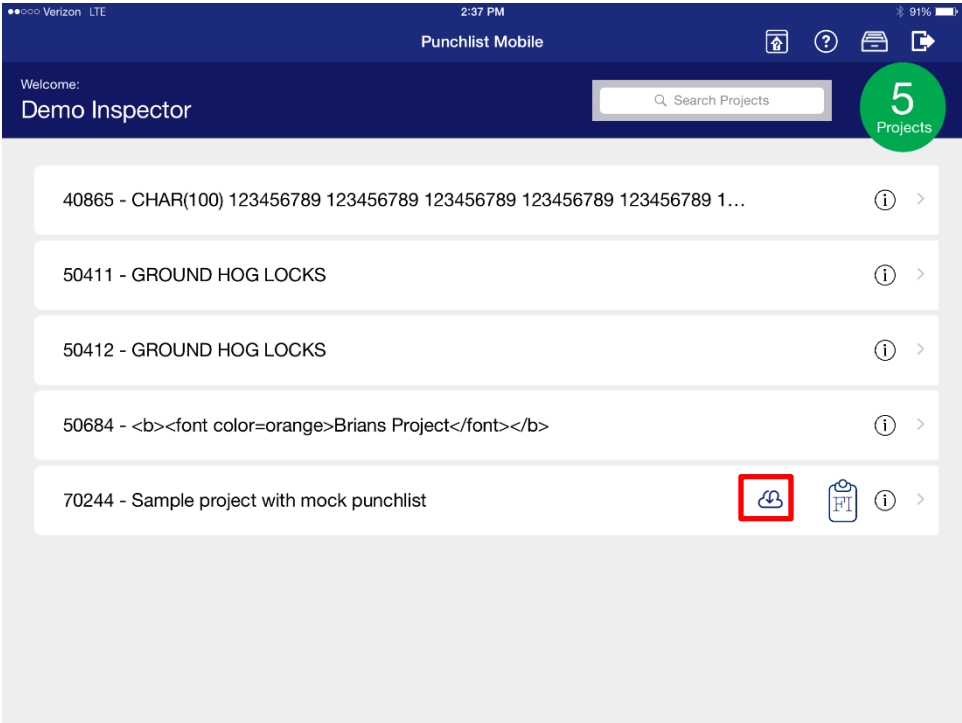 Verizon LTE 2:37 PM 91%
Punchlist Mobile
Welcome:
Demo Inspector
Search Projects
5
Projects
40865 - CHAR(100) 123456789 123456789 123456789 123456789 123456789 1...
50411 - GROUND HOG LOCKS
50412 - GROUND HOG LOCKS
50684 - <b><font color=orange>Brians Project</font></b>
70244 - Sample project with mock punchlist
FI